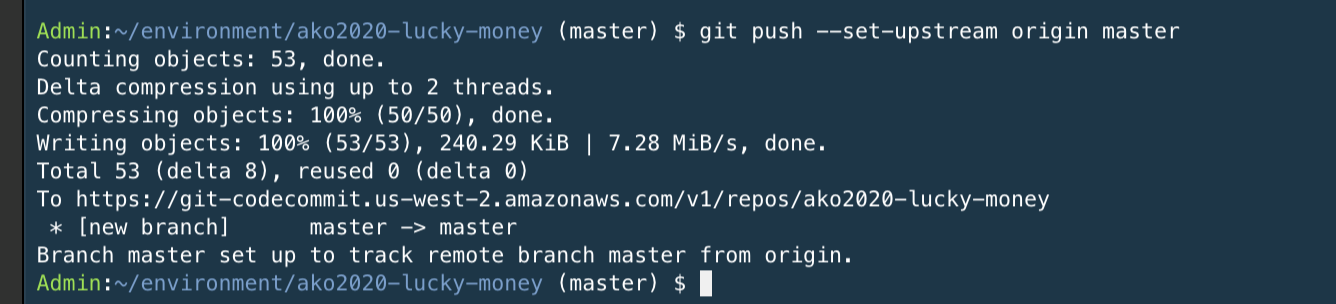 Admin:~/environment/ako2020-lucky-money (master) $ git push --set-upstream origin master
Counting objects: 53, done.
Delta compression using up to 2 threads.
Compressing objects: 100% (50/50), done.
Writing objects: 100% (53/53), 240.29 KiB | 7.28 MiB/s, done.
Total 53 (delta 8), reused 0 (delta 0)
To https://git-codecommit.us-west-2.amazonaws.com/v1/repos/ako2020-lucky-money
 * [new branch]      master -> master
Branch master set up to track remote branch master from origin.
Admin:~/environment/ako2020-lucky-money (master) $